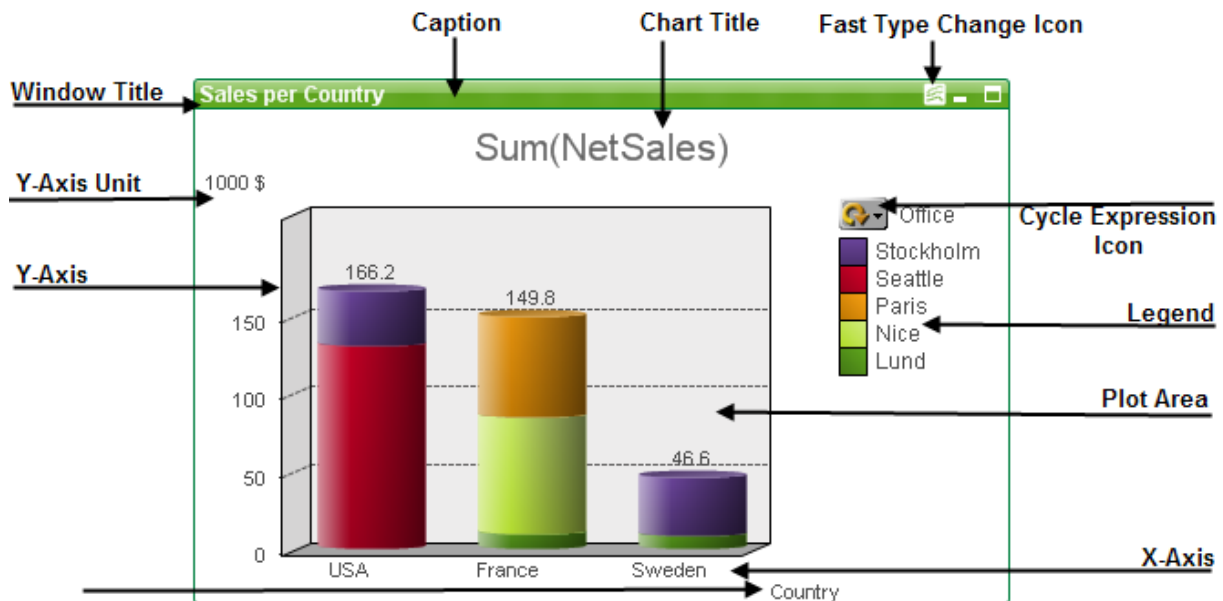 Caption
Chart Title
Fast Type Change Icon
Window Title
Sales per Country
Sum(NetSales)
Y-Axis Unit
1000 $
Office
Cycle Expression
Icon
Stockholm
Seattle
Paris
Nice
Lund
Y-Axis
Legend
Plot Area
166.2
149.8
46.6
150
100
50
0
USA
France
Sweden
X-Axis
Country